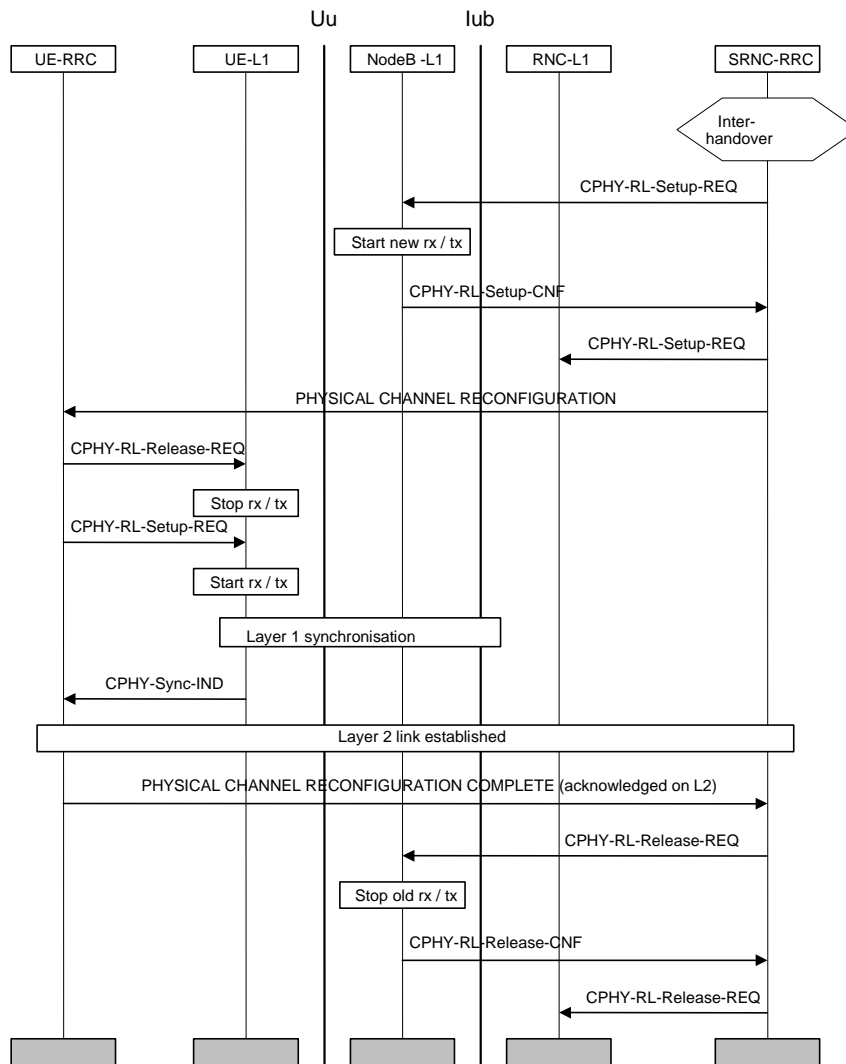 Uu
Iub
UE-RRC
UE-L1
NodeB -L1
RNC-L1
SRNC-RRC
Inter-
handover
CPHY-RL-Setup-REQ
Start new rx / tx
CPHY-RL-Setup-CNF
CPHY-RL-Setup-REQ
PHYSICAL CHANNEL RECONFIGURATION
CPHY-RL-Release-REQ
Stop rx / tx
CPHY-RL-Setup-REQ
Start rx / tx
Layer 1 synchronisation
CPHY-Sync-IND
Layer 2 link established
PHYSICAL CHANNEL RECONFIGURATION COMPLETE (acknowledged on L2)
CPHY-RL-Release-REQ
Stop old rx / tx
CPHY-RL-Release-CNF
CPHY-RL-Release-REQ